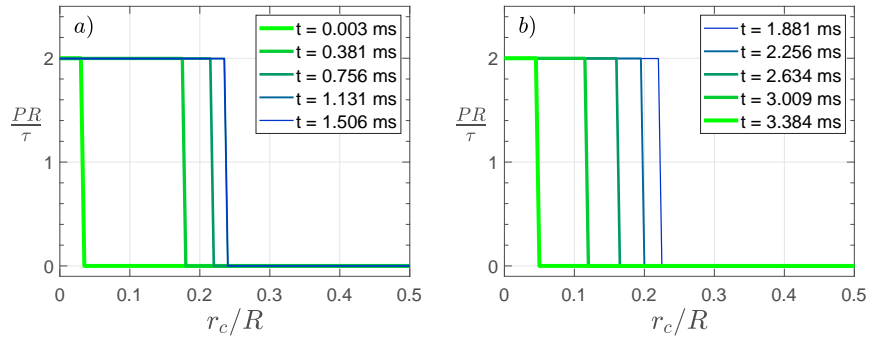 a)
t = 0.003 ms
t = 0.381 ms
t = 0.756 ms
t = 1.131 ms
t = 1.506 ms
2
1
0
PR/τ
0 0.1 0.2 0.3 0.4 0.5
r_c/R
b)
t = 1.881 ms
t = 2.256 ms
t = 2.634 ms
t = 3.009 ms
t = 3.384 ms
2
1
0
PR/τ
0 0.1 0.2 0.3 0.4 0.5
r_c/R